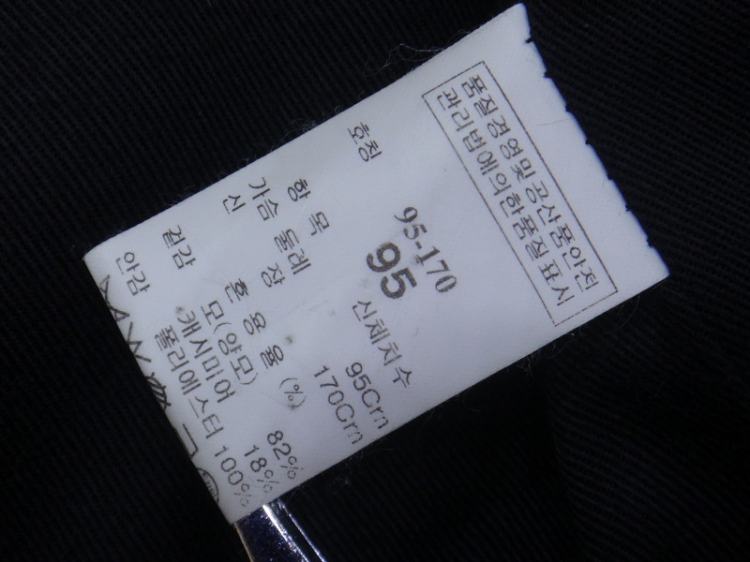 품질경영및공산품안전
관리법에의한품질표시
95-170
호칭 95
항 목 신체치수
가슴 둘레 95Cm
신 장 170Cm
혼 용 율 (%)
겉감 모(양모) 82%
캐시미어 18%
안감 폴리에스터 100%